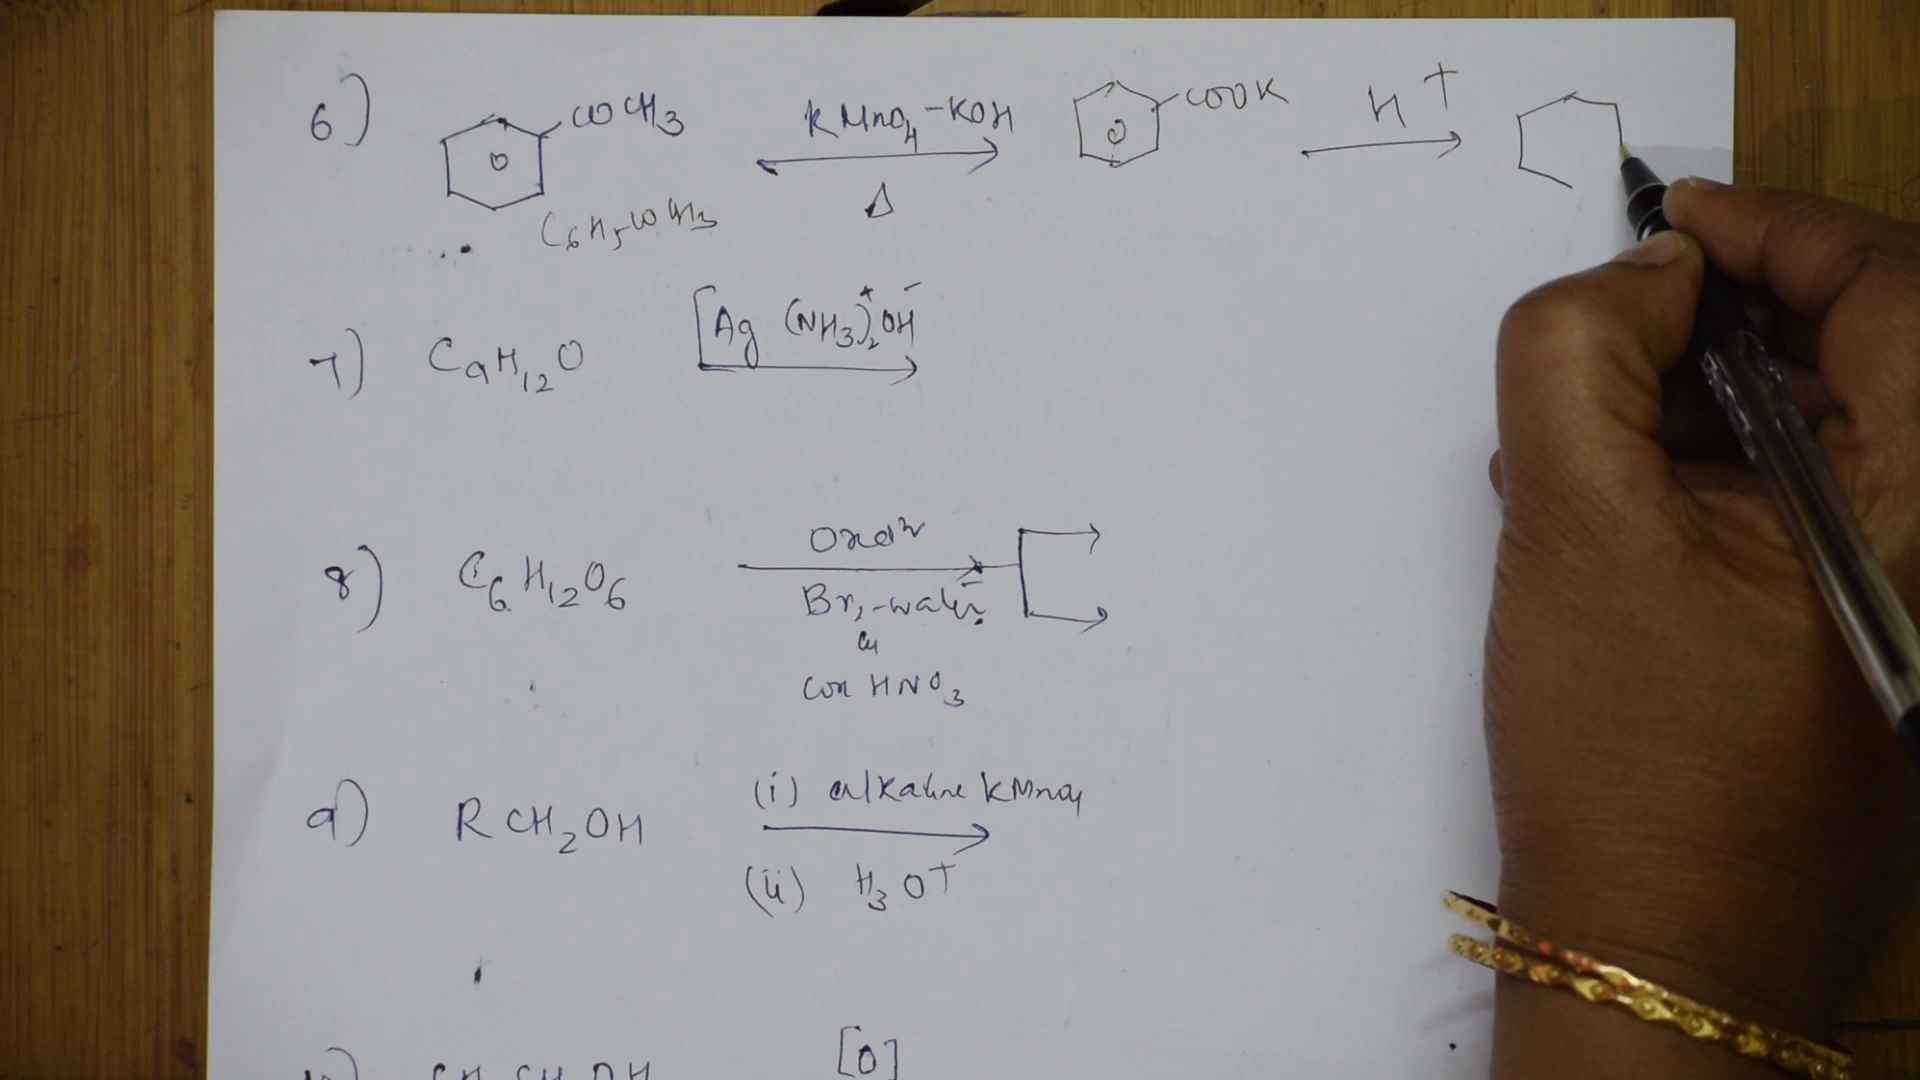 6) COCH3 KMnO4-KOH COOK H+
Δ
C6H5COCH3
7) C9H12O [Ag (NH3)2+ OH-
8) C6H12O6 Oxdn
Br2-water
con HNO3
9) RCH2OH (i) alkaline KMnO4
(ii) H3O+
[O]